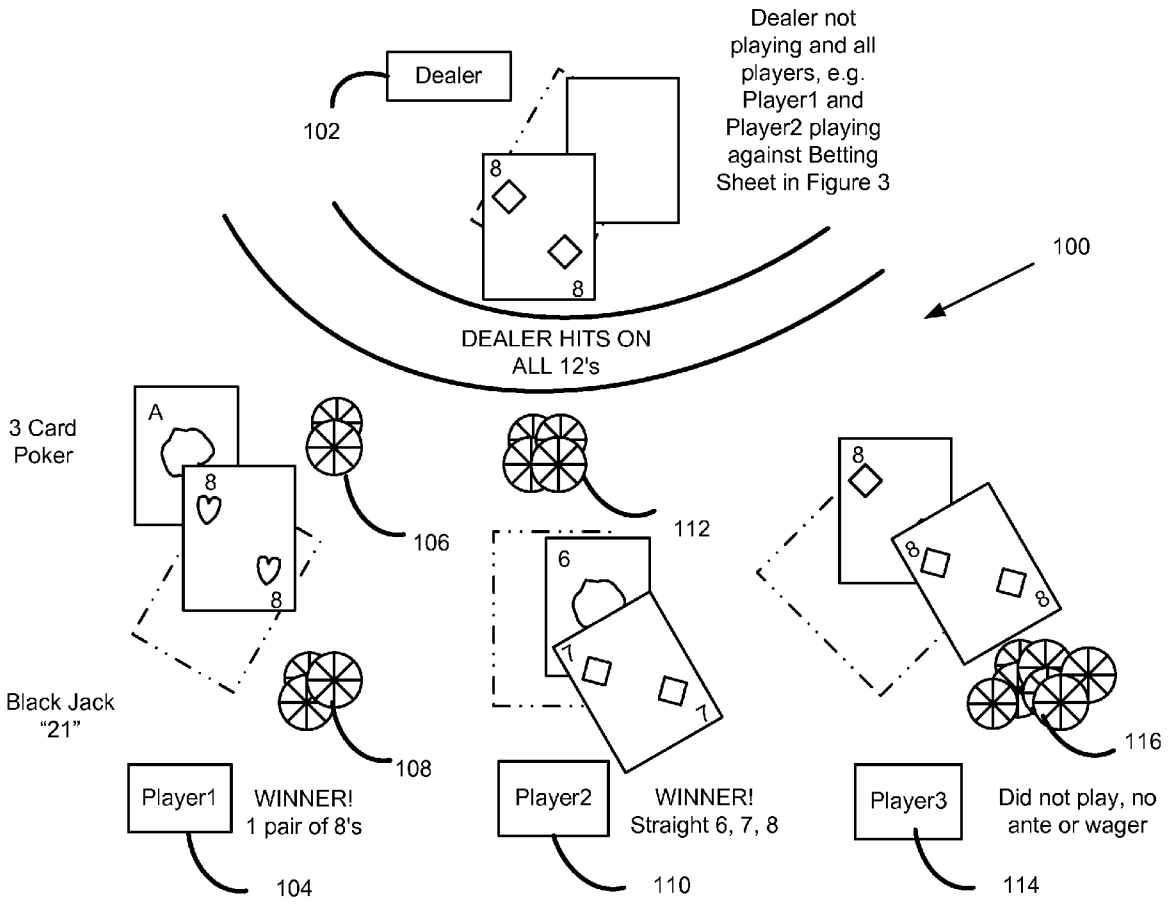 Dealer
102
Dealer not
playing and all
players, e.g.
Player1 and
Player2 playing
against Betting
Sheet in Figure 3
8
8
100
DEALER HITS ON
ALL 12's
3 Card
Poker
A
8
8
106
112
6
7
7
8
8
8
Black Jack
“21”
108
116
Player1
WINNER!
1 pair of 8's
Player2
WINNER!
Straight 6, 7, 8
Player3
Did not play, no
ante or wager
104
110
114